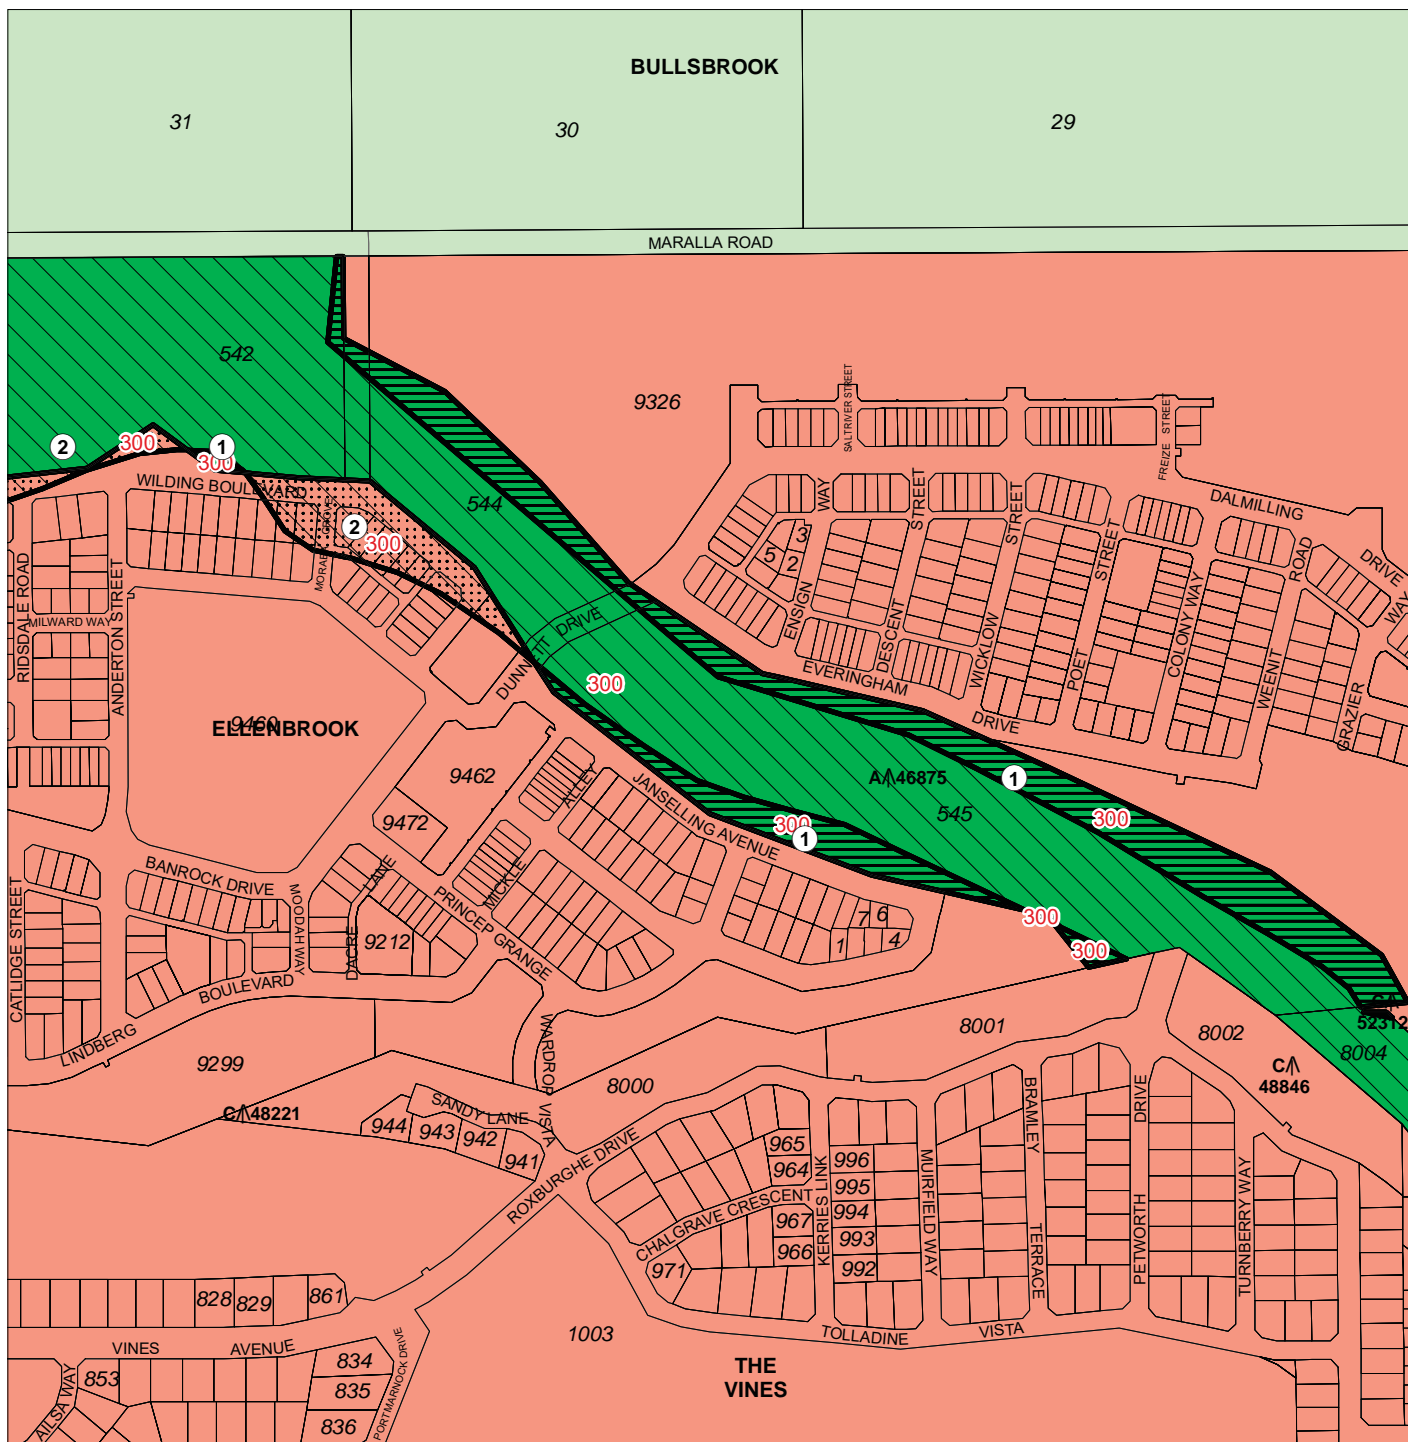 BULLSBROOK
31
30
29
MARALLA ROAD
542
9326
SALTRIVER STREET
FREIZE STREET
2
300
1
300
WILDING BOULEVARD
544
MORABE GROVE
2
300
DALMILLING
DRIVE
WAY
STREET
STREET
STREET
ROAD
WAY
3
5
2
ENSIGN
DESCENT
WICKLOW
POET
COLONY WAY
WEENIT
GRAZIER
RIDSDALE ROAD
MILWARD WAY
ANDERTON STREET
DUNNETT DRIVE
EVERINGHAM
DRIVE
300
9460
ELLENBROOK
9462
9472
ALLEY
MICKLE
JANSELLING AVENUE
A 46875
545
1
300
300
1
BANROCK DRIVE
MOODAH WAY
DACRE
LANE
PRINCEP GRANGE
9212
7
6
1
4
300
300
CATLIDGE STREET
LINDBERG
BOULEVARD
WARDROP VISTA
9299
8000
8001
8002
C
52312
8004
C
48846
C 48221
SANDY LANE
944
943
942
941
ROXBURGHE DRIVE
CHALGRAVE CRESCENT
965
964
967
966
971
KERRIES LINK
996
995
994
993
992
MUIRFIELD WAY
BRAMLEY
TERRACE
PETWORTH
DRIVE
TURNBERRY WAY
828
829
861
VINES
AVENUE
1003
TOLLADINE
VISTA
THE
VINES
853
834
835
836
AILSA WAY
PORTMARNOCK DRIVE